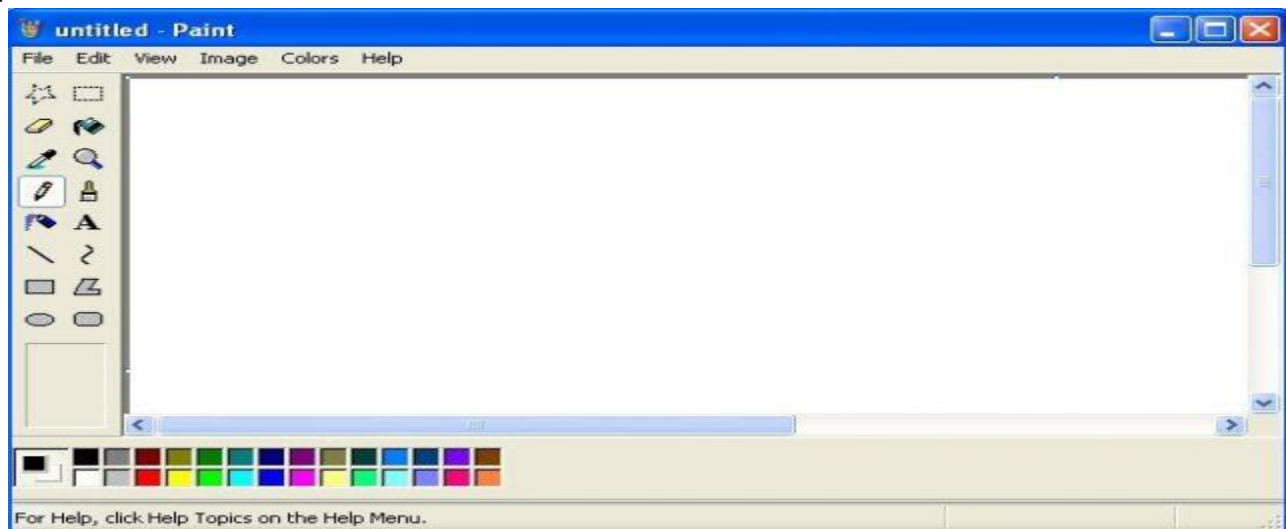 untitled - Paint
File Edit View Image Colors Help
A
For Help, click Help Topics on the Help Menu.